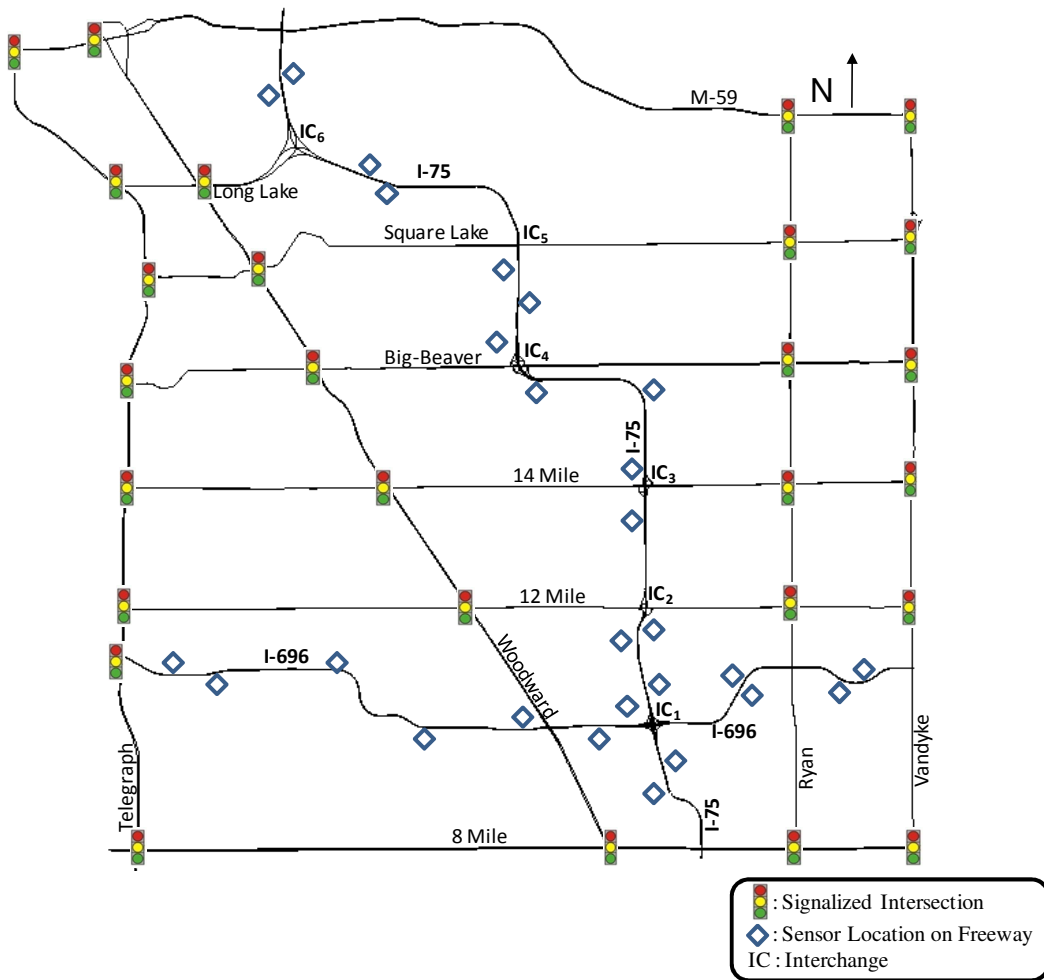 N
M-59
IC6
I-75
Long Lake
Square Lake
IC5
Big-Beaver
IC4
I-75
14 Mile
IC3
12 Mile
IC2
Woodward
I-696
IC1
I-696
Telegraph
Ryan
Vandyke
I-75
8 Mile
: Signalized Intersection
: Sensor Location on Freeway
IC : Interchange